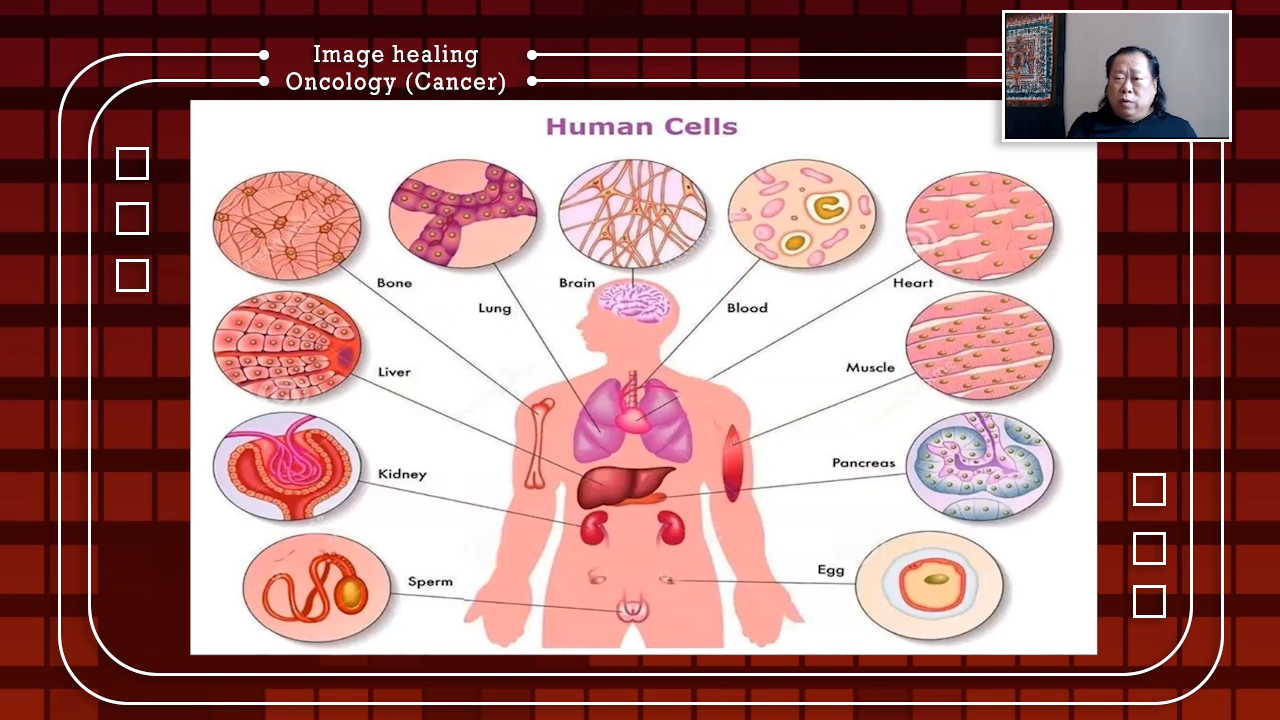 Image healing
Oncology (Cancer)
Human Cells
Bone
Lung
Brain
Blood
Heart
Liver
Muscle
Kidney
Pancreas
Sperm
Egg